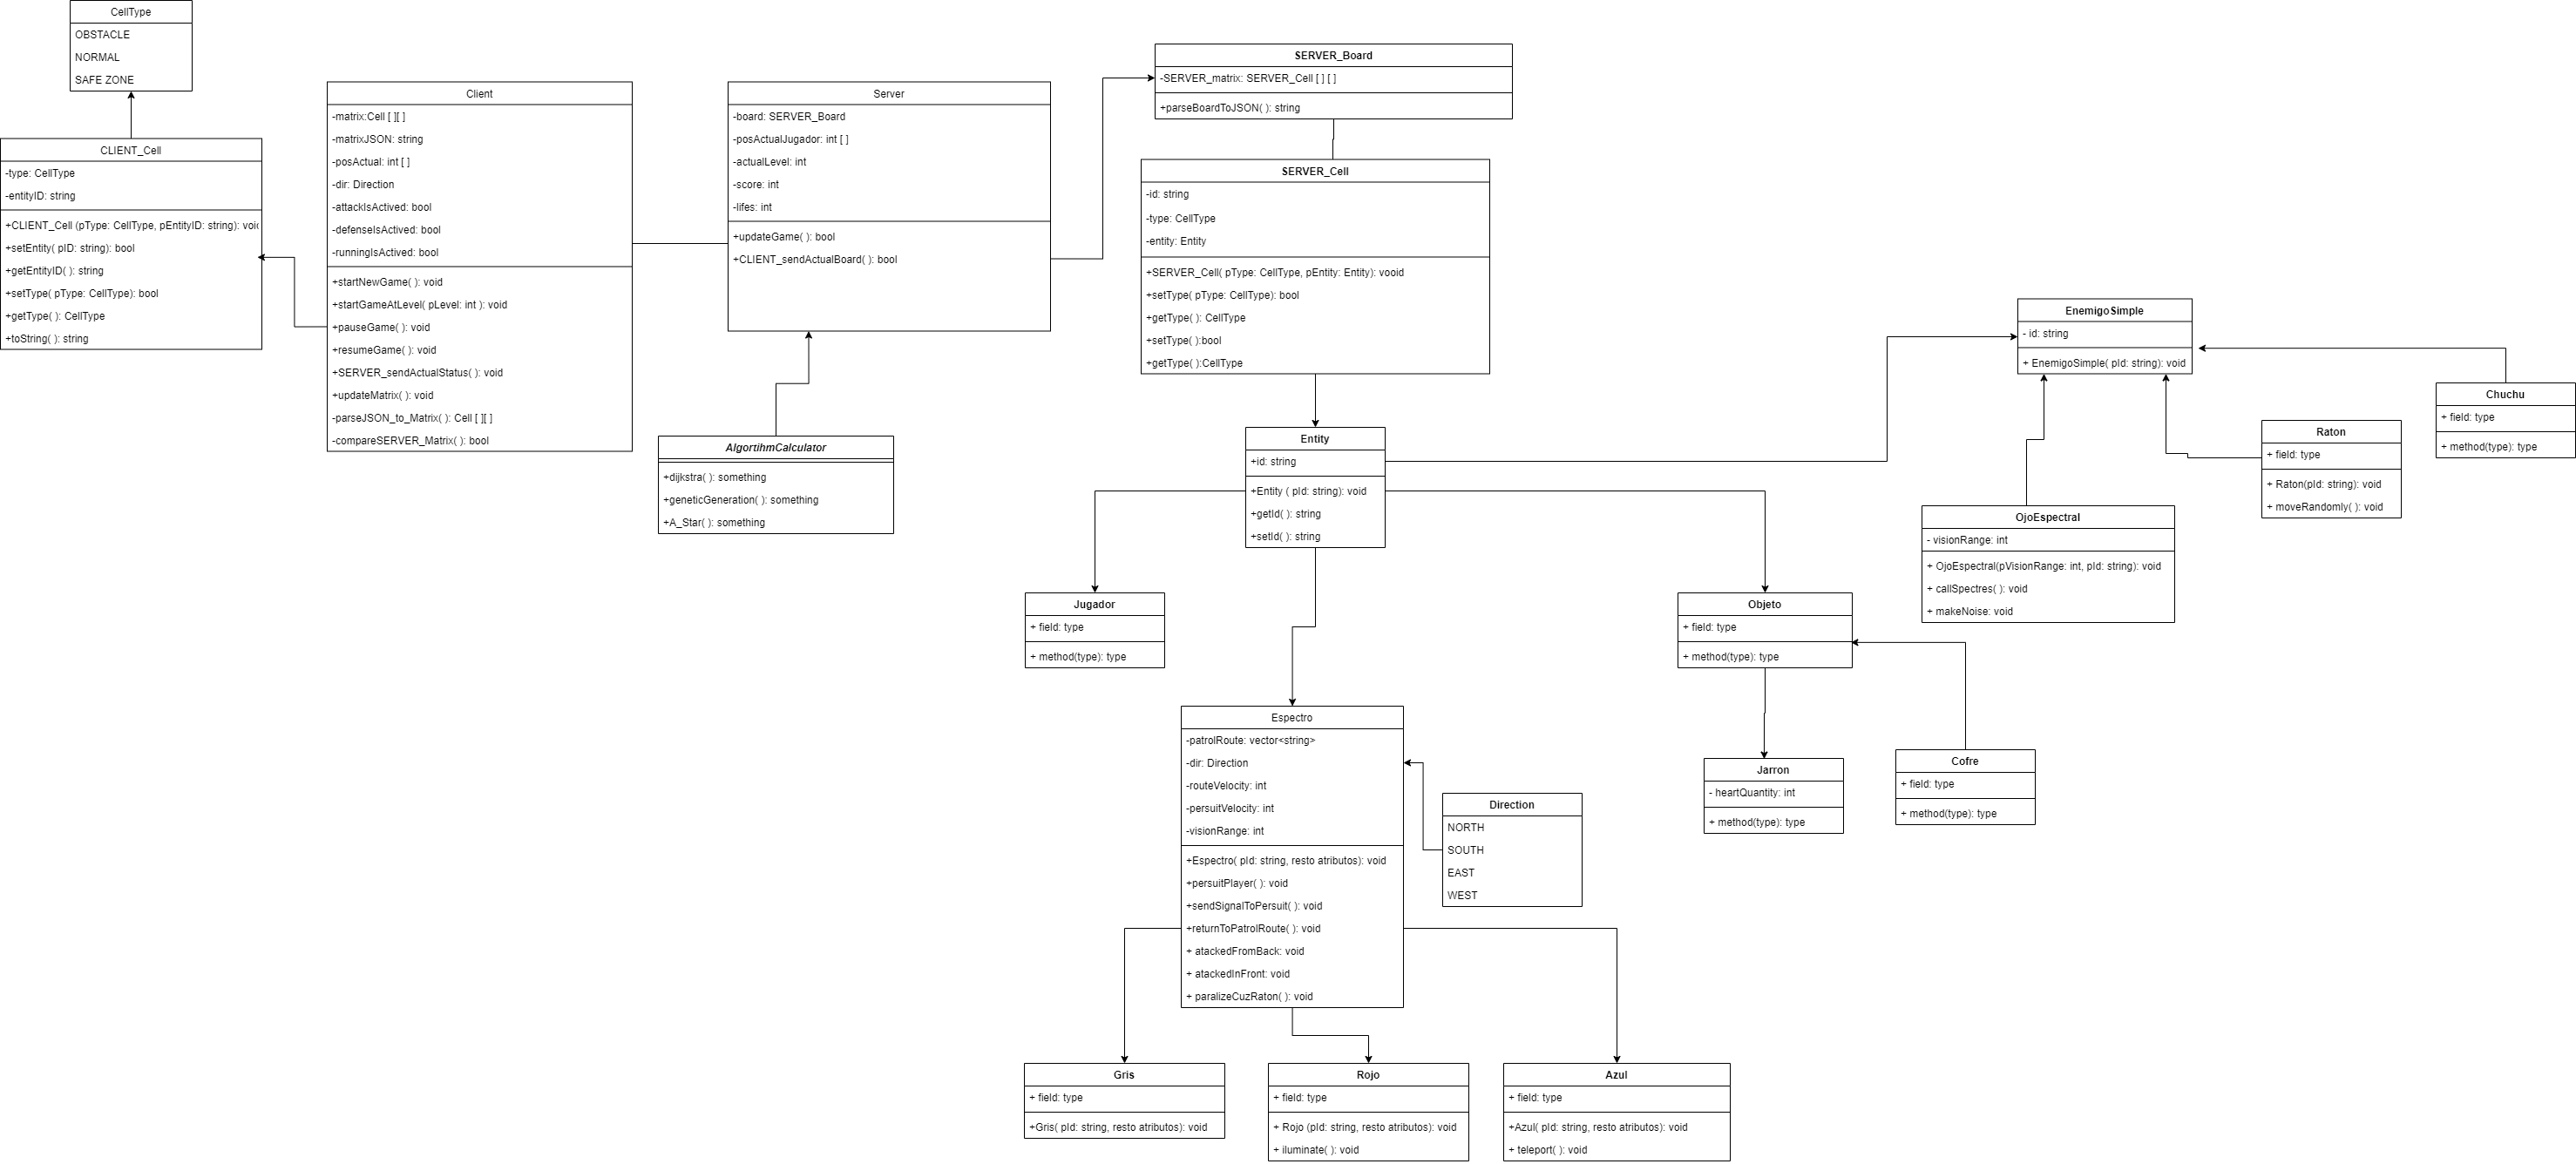 CellType
OBSTACLE
NORMAL
SAFE ZONE
CLIENT_Cell
-type: CellType
-entityID: string
+CLIENT_Cell (pType: CellType, pEntityID: string): voi
+setEntity( pID: string): bool
+getEntityID( ): string
+setType( pType: CellType): bool
+getType( ): CellType
+toString( ): string
Client
-matrix:Cell [ ][ ]
-matrixJSON: string
-posActual: int [ ]
-dir: Direction
-attackIsActived: bool
-defenseIsActived: bool
-runningIsActived: bool
+startNewGame( ): void
+startGameAtLevel( pLevel: int ): void
+pauseGame( ): void
+resumeGame( ): void
+SERVER_sendActualStatus( ): void
+updateMatrix( ): void
-parseJSON_to_Matrix( ): Cell [ ][ ]
-compareSERVER_Matrix( ): bool
Server
-board: SERVER_Board
-posActualJugador: int [ ]
-actualLevel: int
-score: int
-lifes: int
+updateGame( ): bool
+CLIENT_sendActualBoard( ): bool
AlgortihmCalculator
+dijkstra( ): something
+geneticGeneration( ): something
+A_Star( ): something
SERVER_Board
-SERVER_matrix: SERVER_Cell [ ] [ ]
+parseBoardToJSON( ): string
SERVER_Cell
-id: string
-type: CellType
-entity: Entity
+SERVER_Cell( pType: CellType, pEntity: Entity): vooid
+setType( pType: CellType): bool
+getType( ): CellType
+setType( ):bool
+getType( ):CellType
Entity
+id: string
+Entity ( pId: string): void
+getId( ): string
+setId( ): string
EnemigoSimple
- id: string
+ EnemigoSimple( pId: string): void
Chuchu
+ field: type
+ method(type): type
Raton
+ field: type
+ Raton(pId: string): void
+ moveRandomly( ): void
OjoEspectral
- visionRange: int
+ OjoEspectral(pVisionRange: int, pId: string): void
+ callSpectres( ): void
+ makeNoise: void
Jugador
+ field: type
+ method(type): type
Objeto
+ field: type
+ method(type): type
Espectro
-patrolRoute: vector<string>
-dir: Direction
-routeVelocity: int
-persuitVelocity: int
-visionRange: int
+Espectro( pId: string, resto atributos): void
+persuitPlayer( ): void
+sendSignalToPersuit( ): void
+returnToPatrolRoute( ): void
+ atackedFromBack: void
+ atackedInFront: void
+ paralizeCuzRaton( ): void
Direction
NORTH
SOUTH
EAST
WEST
Jarron
- heartQuantity: int
+ method(type): type
Cofre
+ field: type
+ method(type): type
Gris
+ field: type
+Gris( pId: string, resto atributos): void
Rojo
+ field: type
+ Rojo (pId: string, resto atributos): void
+ iluminate( ): void
Azul
+ field: type
+Azul( pId: string, resto atributos): void
+ teleport( ): void